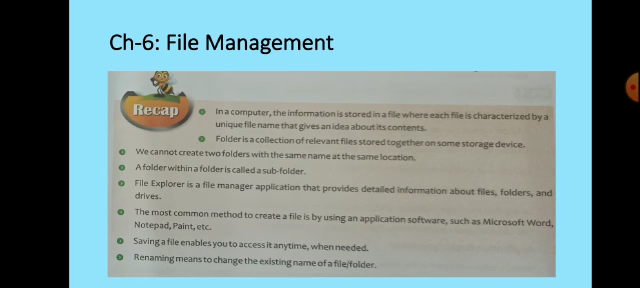 Ch-6: File Management
Recap
In a computer, the information is stored in a file where each file is characterized by a
unique file name that gives an idea about its contents.
Folder is a collection of relevant files stored together on some storage device.
We cannot create two folders with the same name at the same location.
A folder within a folder is called a sub-folder.
File Explorer is a file manager application that provides detailed information about files, folders, and
drives.
The most common method to create a file is by using an application software, such as Microsoft Word,
Notepad, Paint, etc.
Saving a file enables you to access it anytime, when needed.
Renaming means to change the existing name of a file/folder.